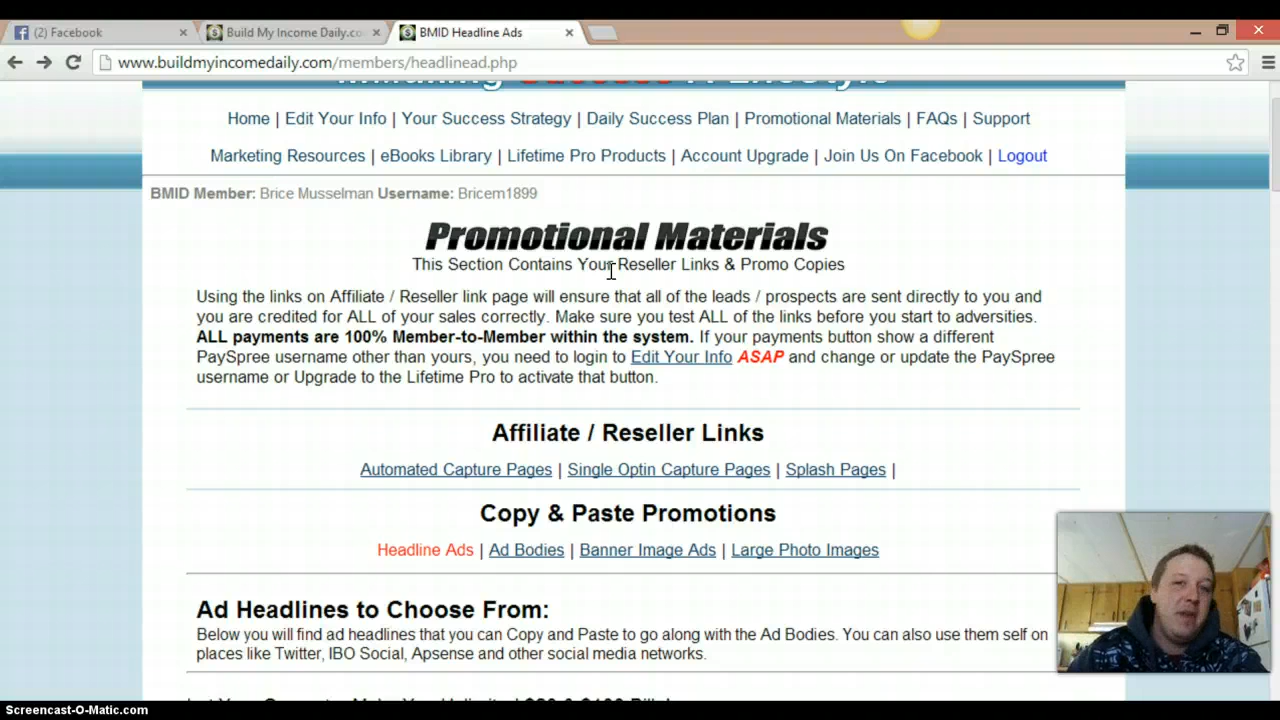 (2) Facebook
Build My Income Daily.co
BMID Headline Ads
www.buildmyincomedaily.com/members/headlinead.php
Home | Edit Your Info | Your Success Strategy | Daily Success Plan | Promotional Materials | FAQs | Support
Marketing Resources | eBooks Library | Lifetime Pro Products | Account Upgrade | Join Us On Facebook | Logout
BMID Member: Brice Musselman Username: Bricem1899
Promotional Materials
This Section Contains Your Reseller Links & Promo Copies
Using the links on Affiliate / Reseller link page will ensure that all of the leads / prospects are sent directly to you and
you are credited for ALL of your sales correctly. Make sure you test ALL of the links before you start to adversities.
ALL payments are 100% Member-to-Member within the system. If your payments button show a different
PaySpree username other than yours, you need to login to Edit Your Info ASAP and change or update the PaySpree
username or Upgrade to the Lifetime Pro to activate that button.
Affiliate / Reseller Links
Automated Capture Pages | Single Optin Capture Pages | Splash Pages |
Copy & Paste Promotions
Headline Ads | Ad Bodies | Banner Image Ads | Large Photo Images
Ad Headlines to Choose From:
Below you will find ad headlines that you can Copy and Paste to go along with the Ad Bodies. You can also use them self on
places like Twitter, IBO Social, Apsense and other social media networks.
Screencast-O-Matic.com